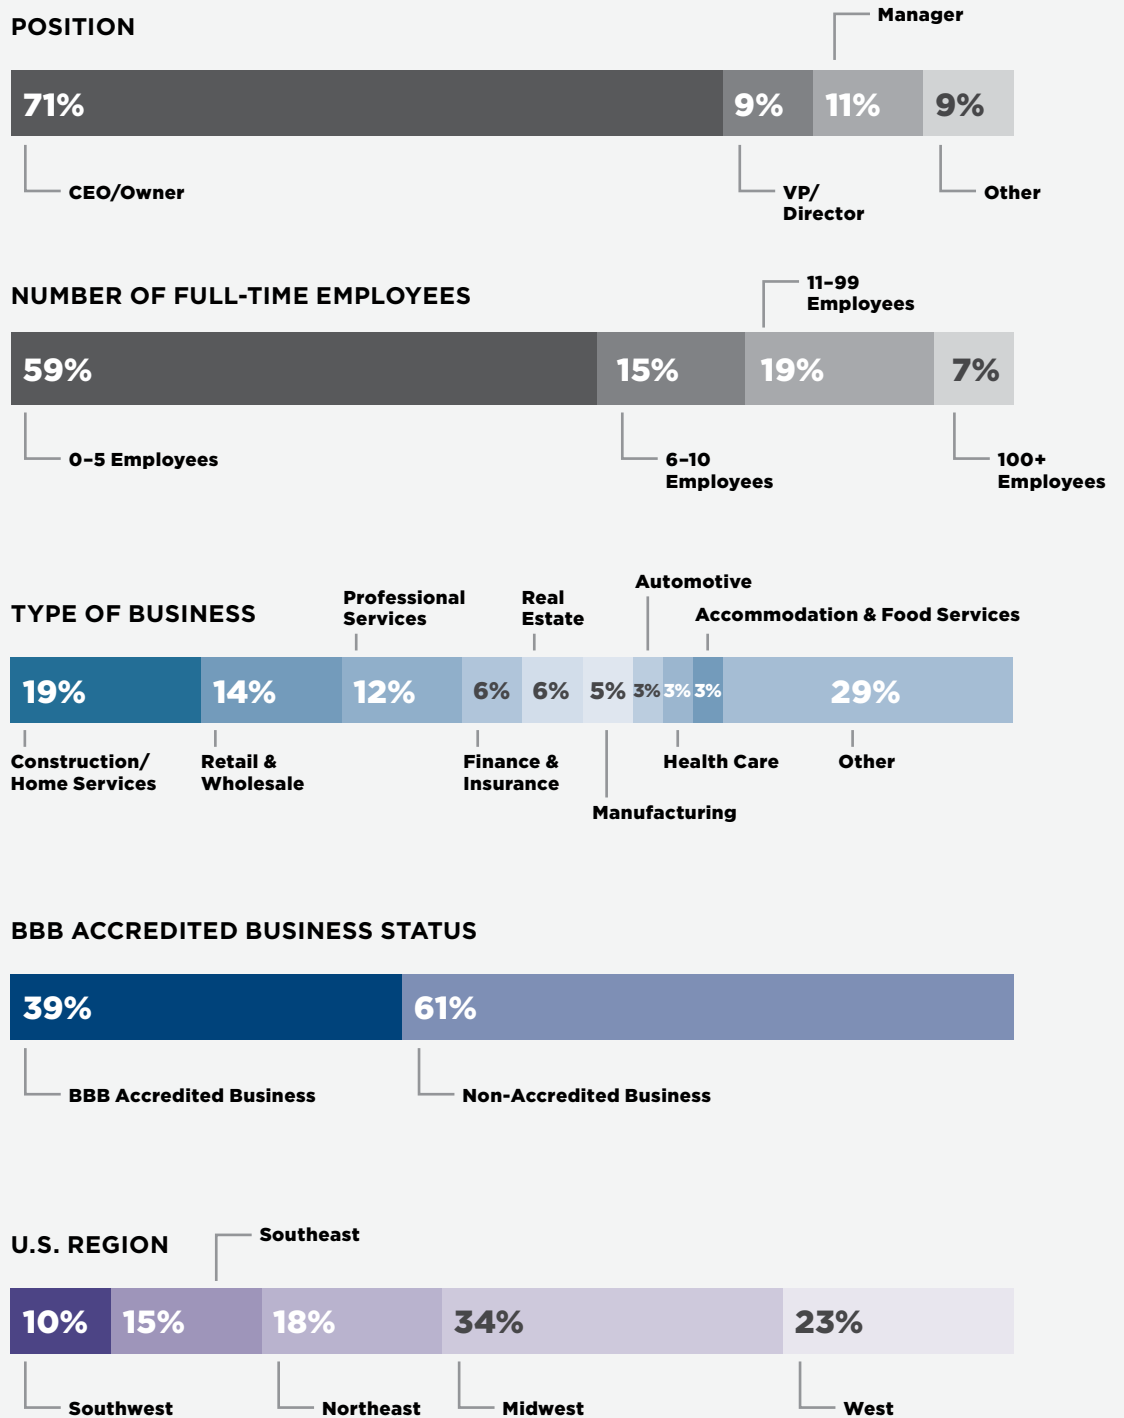 POSITION
Manager
71%
9%
11%
9%
CEO/Owner
VP/
Director
Other
NUMBER OF FULL-TIME EMPLOYEES
11–99
Employees
59%
15%
19%
7%
0–5 Employees
6–10
Employees
100+
Employees
TYPE OF BUSINESS
Professional
Services
Real
Estate
Automotive
Accommodation & Food Services
19%
14%
12%
6%
6%
5%
3%
3%
3%
29%
Construction/
Home Services
Retail &
Wholesale
Finance &
Insurance
Manufacturing
Health Care
Other
BBB ACCREDITED BUSINESS STATUS
39%
61%
BBB Accredited Business
Non-Accredited Business
U.S. REGION
Southeast
10%
15%
18%
34%
23%
Southwest
Northeast
Midwest
West